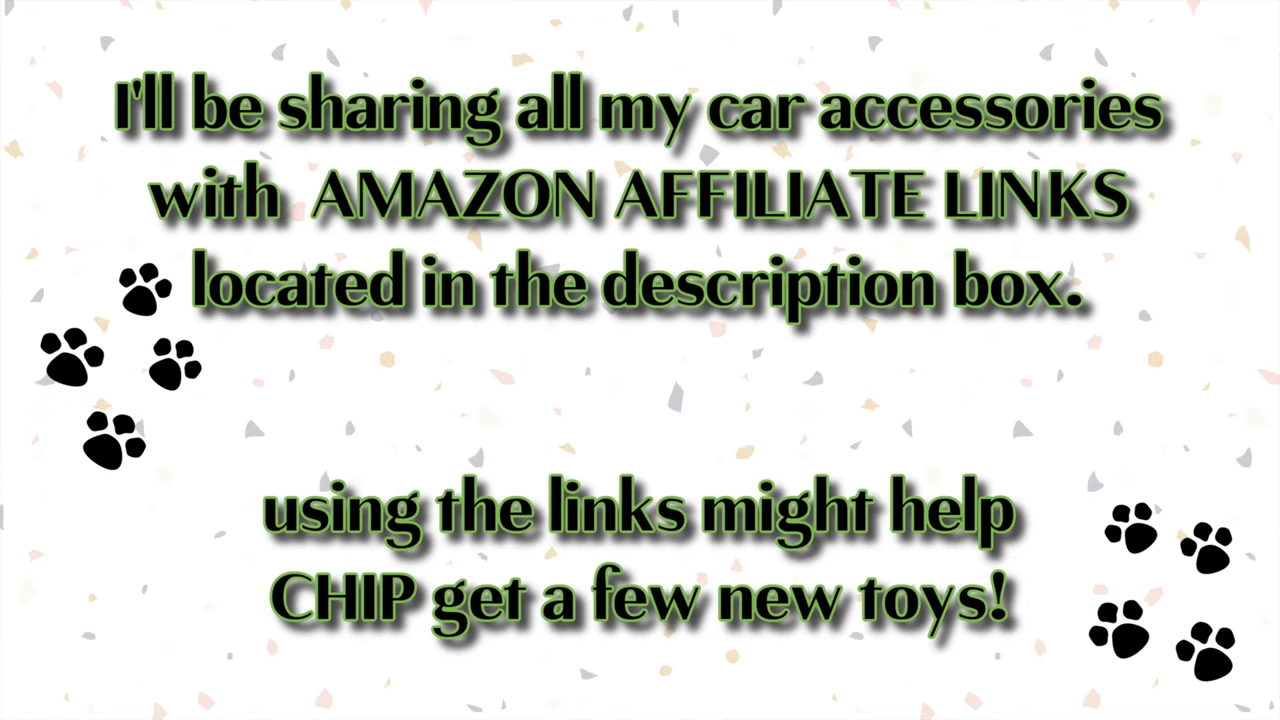 I'll be sharing all my car accessories
with AMAZON AFFILIATE LINKS
located in the description box.
using the links might help
CHIP get a few new toys!